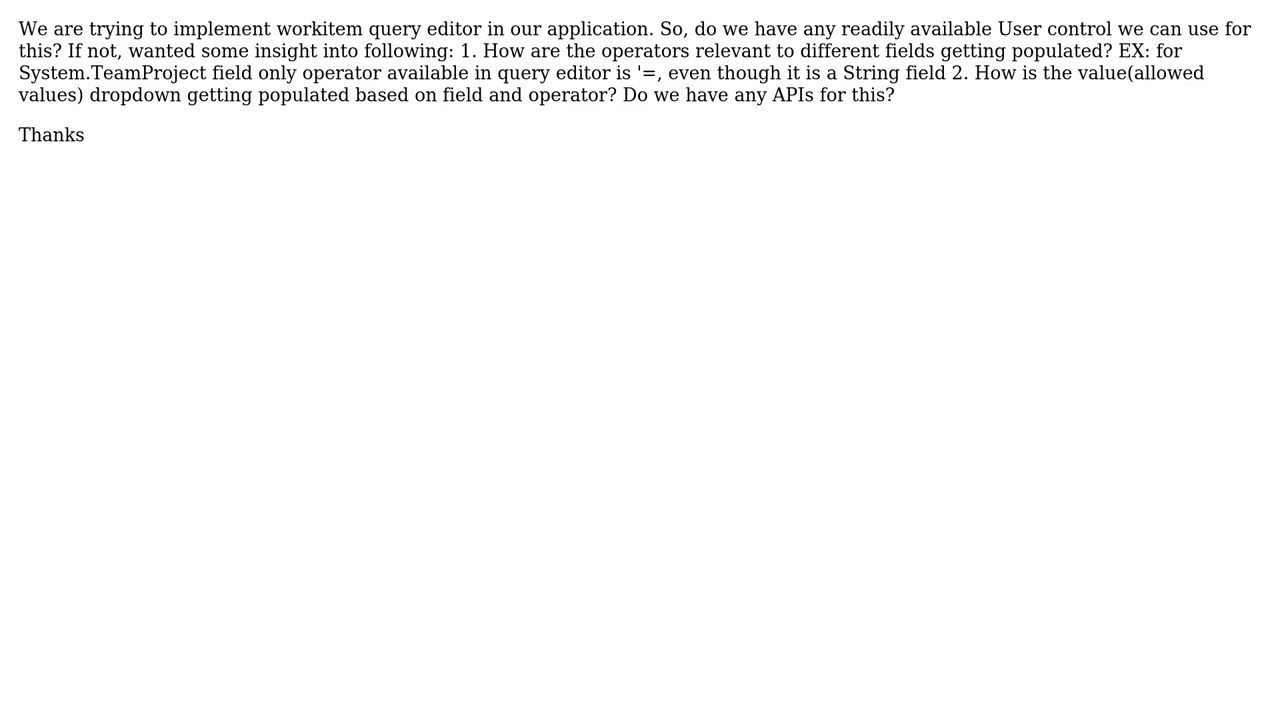 We are trying to implement workitem query editor in our application. So, do we have any readily available User control we can use for
this? If not, wanted some insight into following: 1. How are the operators relevant to different fields getting populated? EX: for
System.TeamProject field only operator available in query editor is '=, even though it is a String field 2. How is the value(allowed
values) dropdown getting populated based on field and operator? Do we have any APIs for this?
Thanks